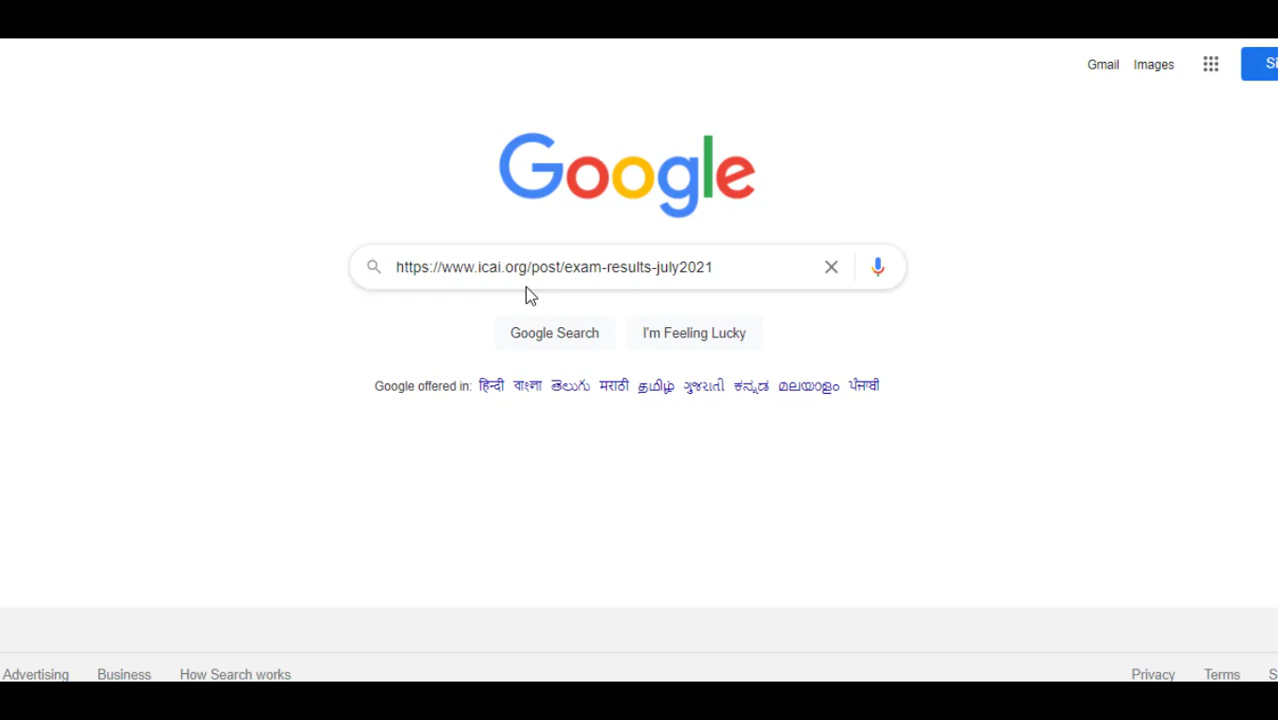 Gmail Images Si
Google
https://www.icai.org/post/exam-results-july2021
Google Search I'm Feeling Lucky
Google offered in: हिन्दी বাংলা తెలుగు मराठी தமிழ் ગુજરાતી ಕನ್ನಡ മലയാളം ਪੰਜਾਬੀ
Advertising Business How Search works Privacy Terms S